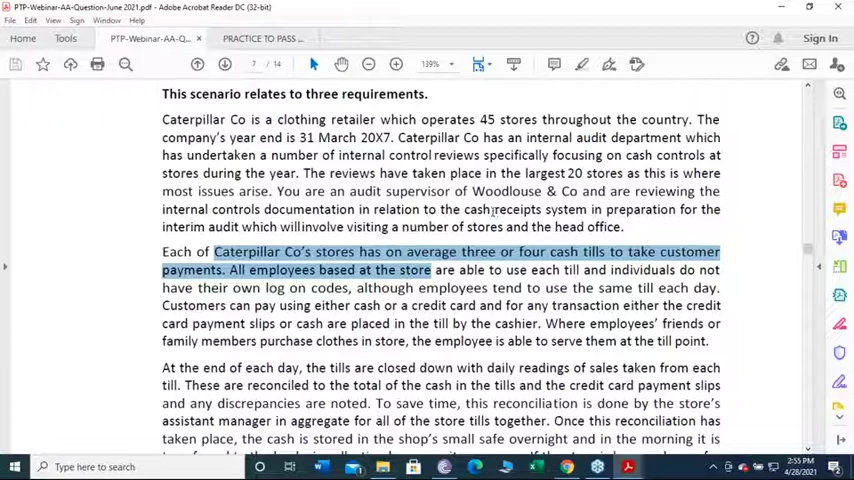 PTP-Webinar-AA-Question-June 2021.pdf - Adobe Acrobat Reader DC (32-bit)
File Edit View Sign Window Help
Home Tools PTP-Webinar-AA-Q... × PRACTICE TO PASS ... Sign In
7 / 14 139%
This scenario relates to three requirements.
Caterpillar Co is a clothing retailer which operates 45 stores throughout the country. The
company's year end is 31 March 20X7. Caterpillar Co has an internal audit department which
has undertaken a number of internal control reviews specifically focusing on cash controls at
stores during the year. The reviews have taken place in the largest 20 stores as this is where
most issues arise. You are an audit supervisor of Woodlouse & Co and are reviewing the
internal controls documentation in relation to the cash receipts system in preparation for the
interim audit which will involve visiting a number of stores and the head office.
Each of Caterpillar Co's stores has on average three or four cash tills to take customer
payments. All employees based at the store are able to use each till and individuals do not
have their own log on codes, although employees tend to use the same till each day.
Customers can pay using either cash or a credit card and for any transaction either the credit
card payment slips or cash are placed in the till by the cashier. Where employees' friends or
family members purchase clothes in store, the employee is able to serve them at the till point.
At the end of each day, the tills are closed down with daily readings of sales taken from each
till. These are reconciled to the total of the cash in the tills and the credit card payment slips
and any discrepancies are noted. To save time, this reconciliation is done by the store's
assistant manager in aggregate for all of the store tills together. Once this reconciliation has
taken place, the cash is stored in the shop's small safe overnight and in the morning it is
Type here to search
2:55 PM
4/28/2021